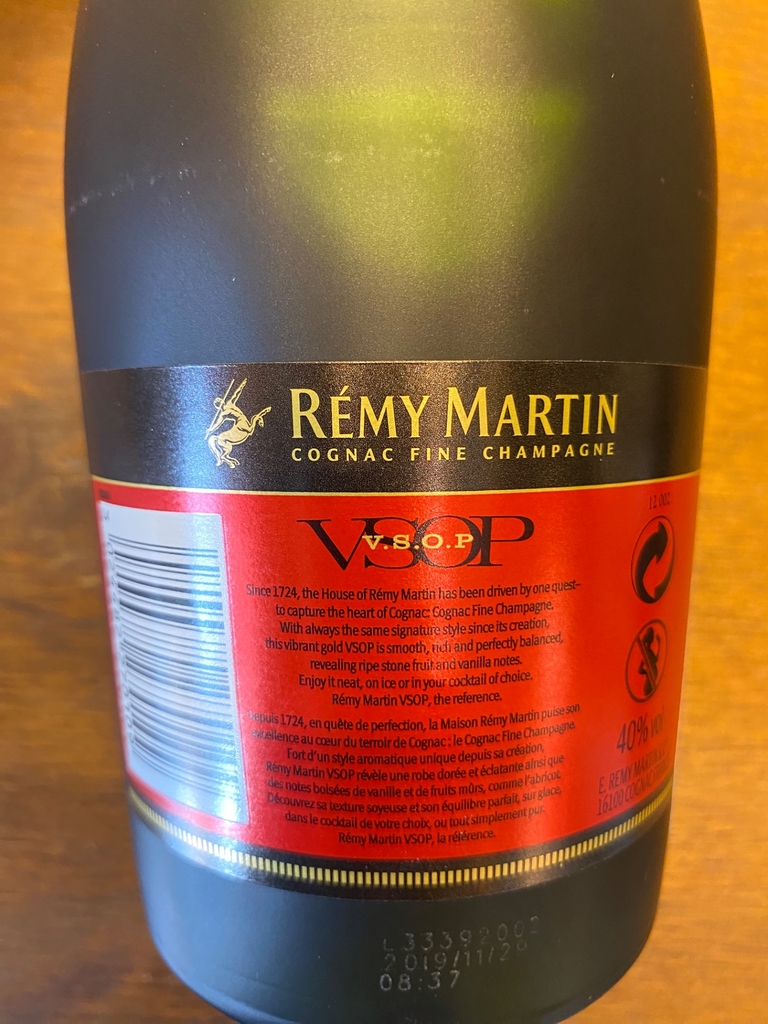 RÉMY MARTIN
COGNAC FINE CHAMPAGNE
VSOP
V.S.O.P
Since 1724, the House of Rémy Martin has been driven by one quest–
to capture the heart of Cognac: Cognac Fine Champagne.
With always the same signature style since its creation,
this vibrant gold VSOP is smooth, rich and perfectly balanced,
revealing ripe stone fruit and vanilla notes.
Enjoy it neat, on ice or in your cocktail of choice.
Rémy Martin VSOP, the reference.
Depuis 1724, en quête de perfection, la Maison Rémy Martin puise son
excellence au cœur du terroir de Cognac : le Cognac Fine Champagne.
Fort d'un style aromatique unique depuis sa création,
Rémy Martin VSOP révèle une robe dorée et éclatante ainsi que
des notes boisées de vanille et de fruits mûrs, comme l'abricot.
Découvrez sa texture soyeuse et son équilibre parfait, sur glace,
dans le cocktail de votre choix, ou tout simplement pur.
Rémy Martin VSOP, la référence.
40% vol
E. REMY MARTIN
16100 COGNAC
2019/11/26
08:37